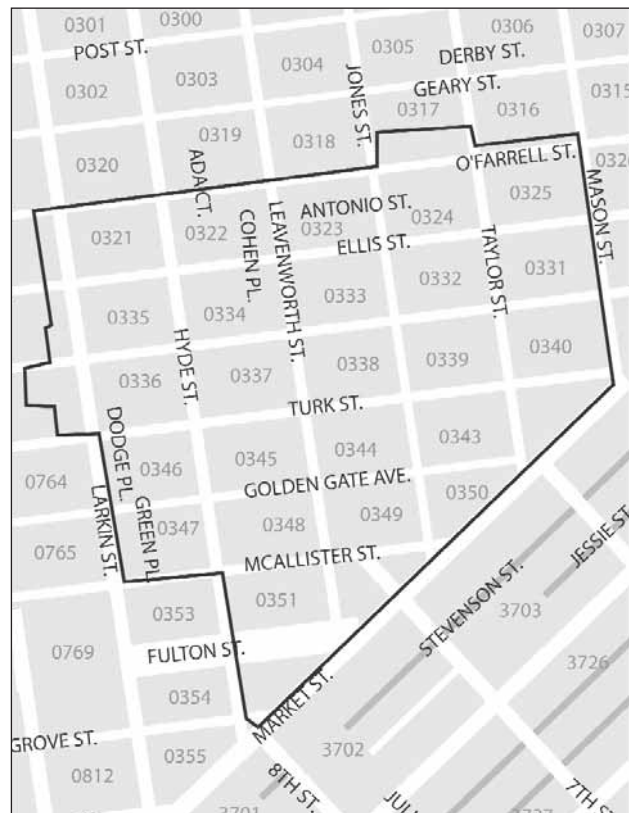 0301
0300
0306
0307
POST ST.
0305
DERBY ST.
0304
0303
0302
GEARY ST.
JONES ST.
0317
0316
0315
0319
0318
0320
ADA CT.
O'FARRELL ST.
MASON ST.
0325
ANTONIO ST.
LEAVENWORTH ST.
COHEN PL.
0323
0324
0322
0321
ELLIS ST.
TAYLOR ST.
0331
0332
0333
0334
0335
HYDE ST.
0340
0339
0338
0337
0336
TURK ST.
DODGE PL.
0343
0344
0345
0346
0764
GOLDEN GATE AVE.
0350
LARKIN ST.
GREEN PL.
0349
0348
0347
0765
MCALLISTER ST.
JESSIE ST.
STEVENSON ST.
0351
0353
3703
0769
FULTON ST.
3726
0354
MARKET ST.
GROVE ST.
3702
0355
0812
8TH ST.
7TH ST.
3701